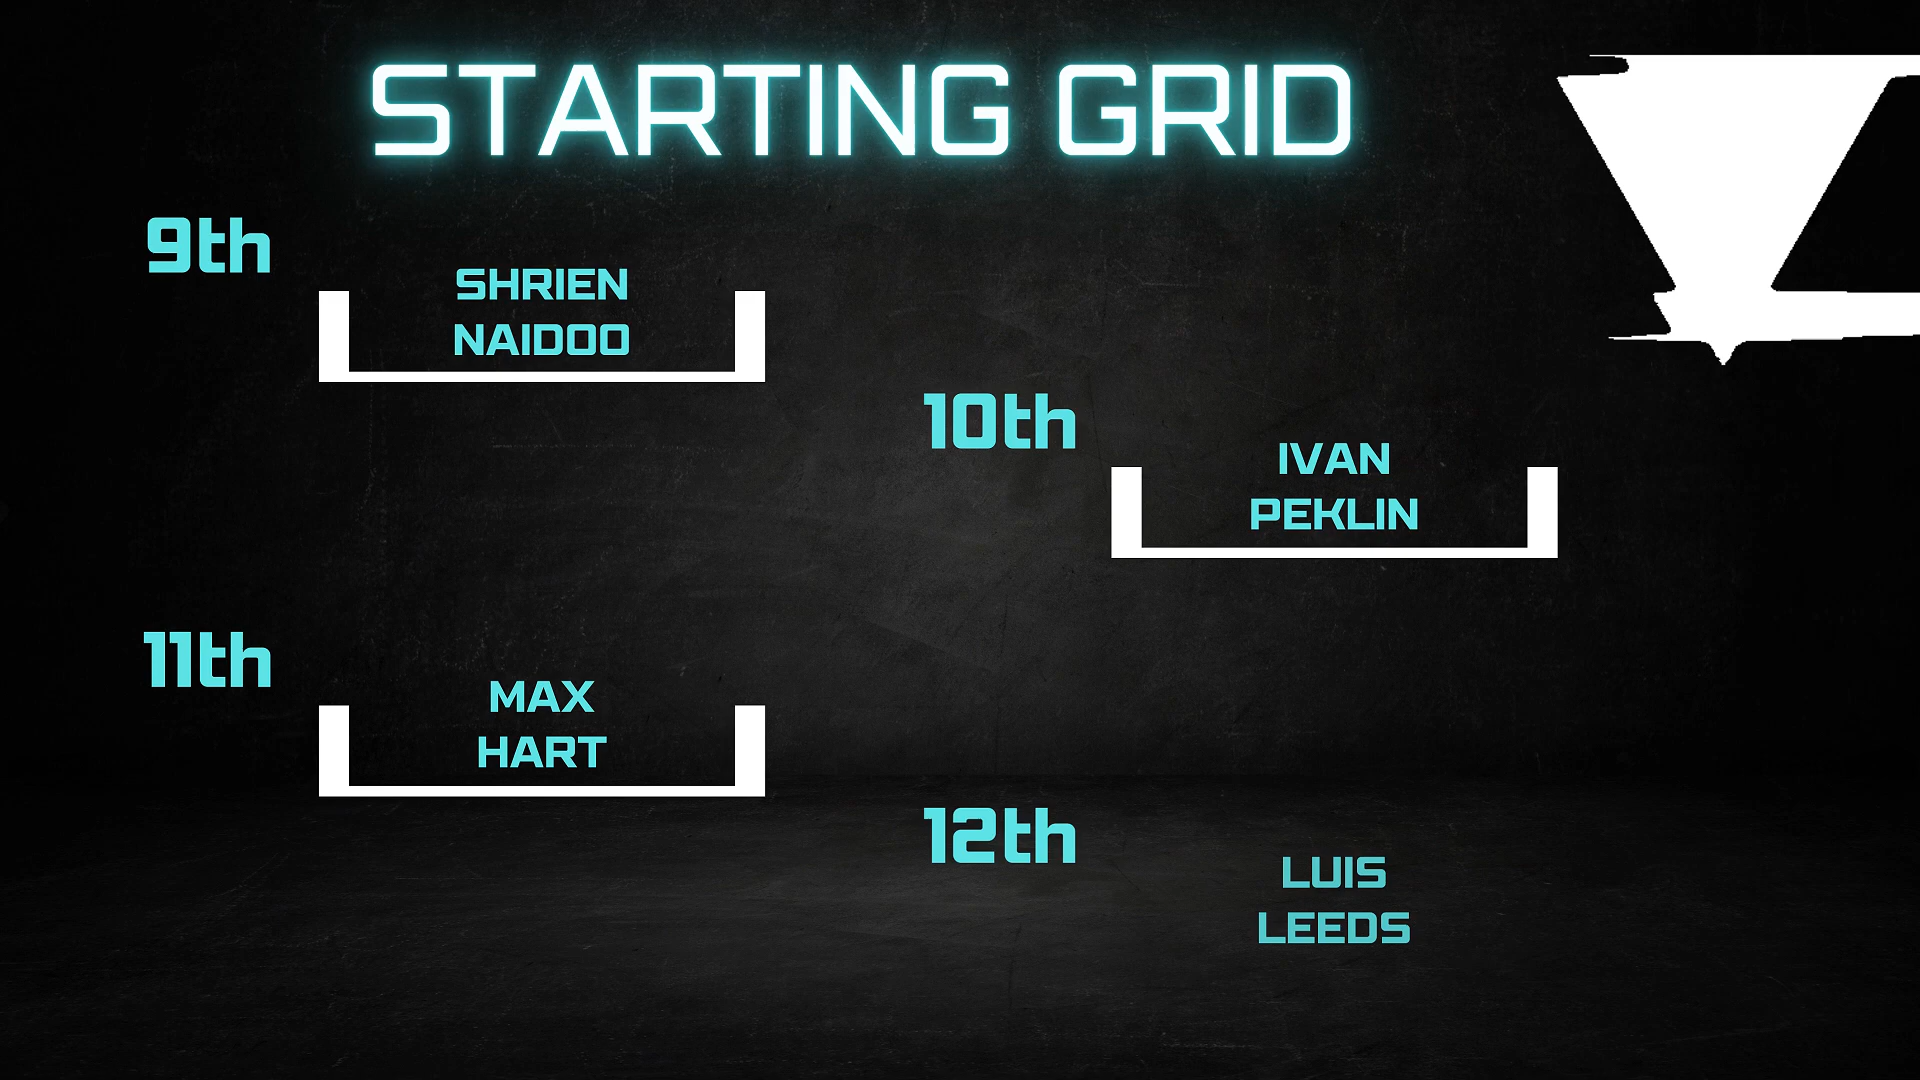 STARTING GRID
9th
SHRIEN
NAIDOO
10th
IVAN
PEKLIN
11th
MAX
HART
12th
LUIS
LEEDS